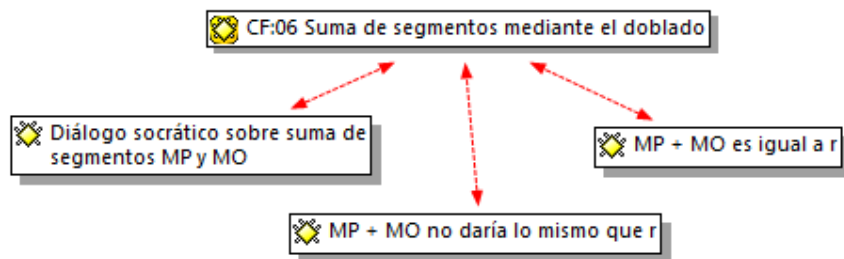 CF:06 Suma de segmentos mediante el doblado
Diálogo socrático sobre suma de
segmentos MP y MO
MP + MO es igual a r
MP + MO no daría lo mismo que r